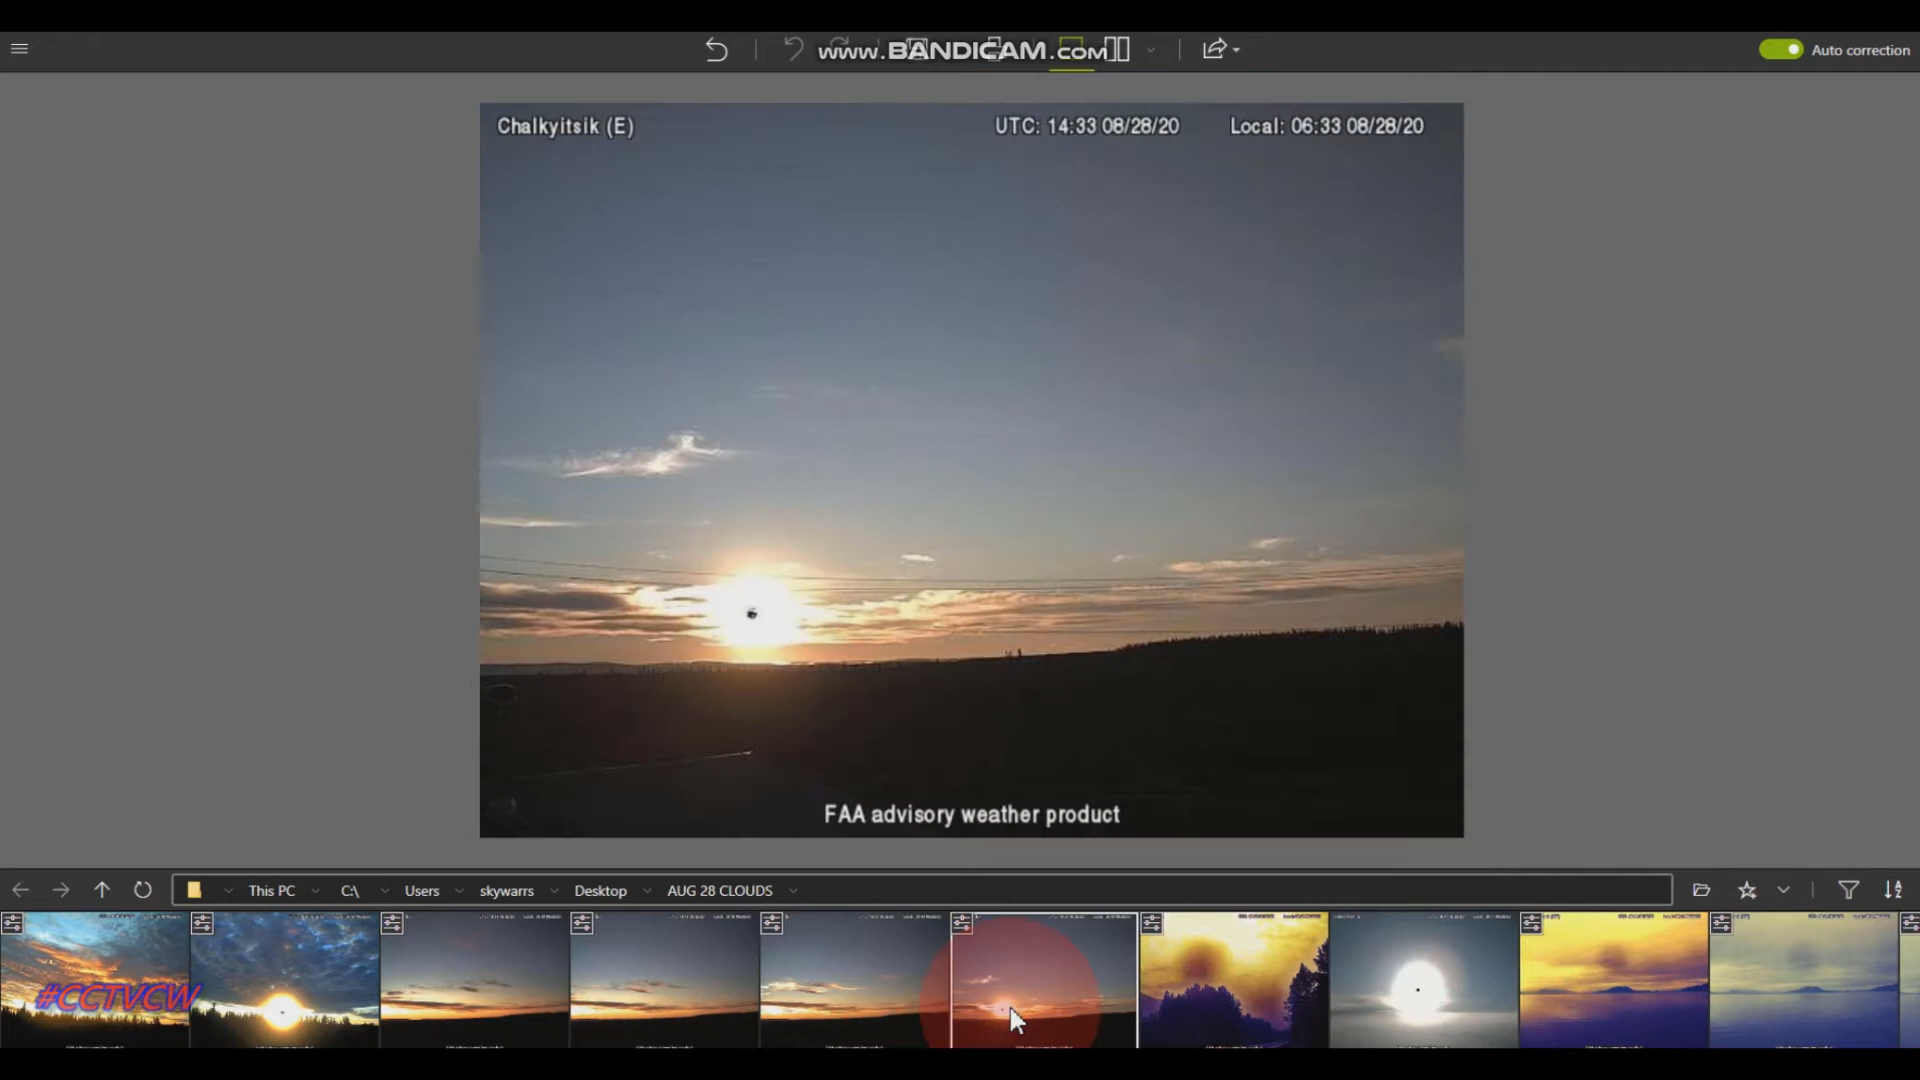 www.BANDICAM.com
Auto correction
Chalkyitsik (E)
UTC: 14:33 08/28/20
Local: 06:33 08/28/20
FAA advisory weather product
This PC
C:\
Users
skywarrs
Desktop
AUG 28 CLOUDS
#CCTVCW